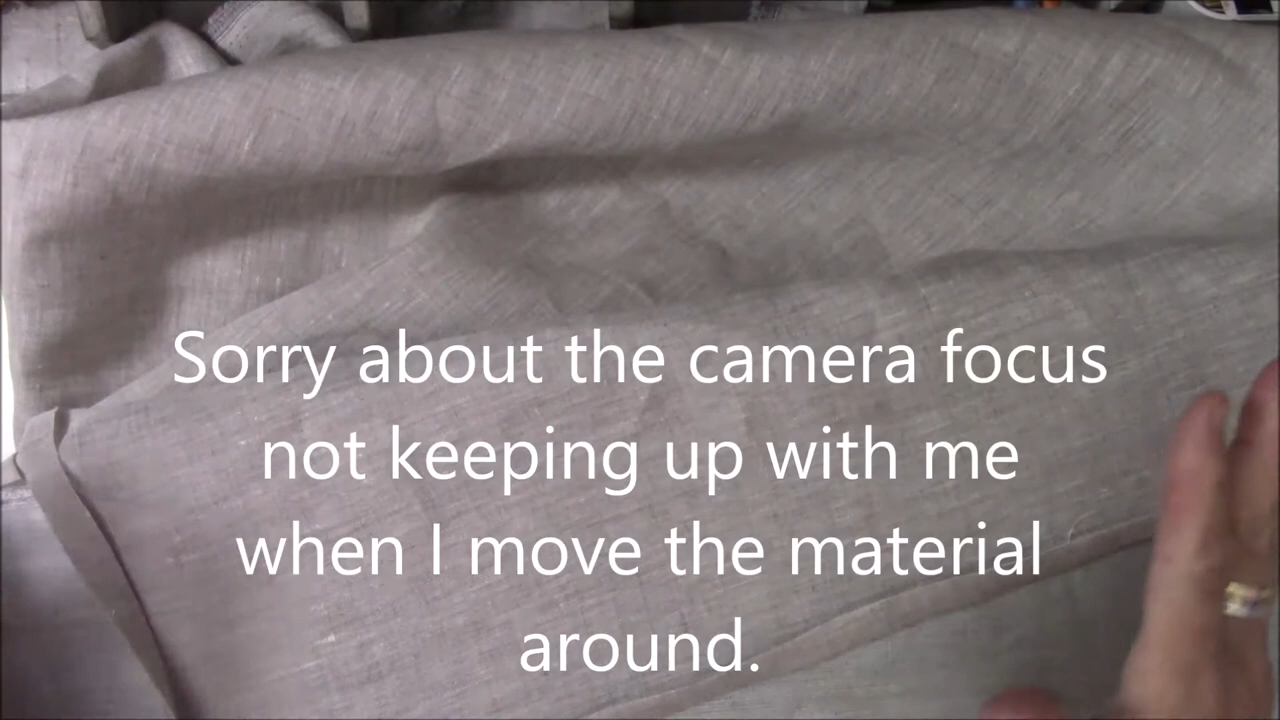 Sorry about the camera focus
not keeping up with me
when I move the material
around.